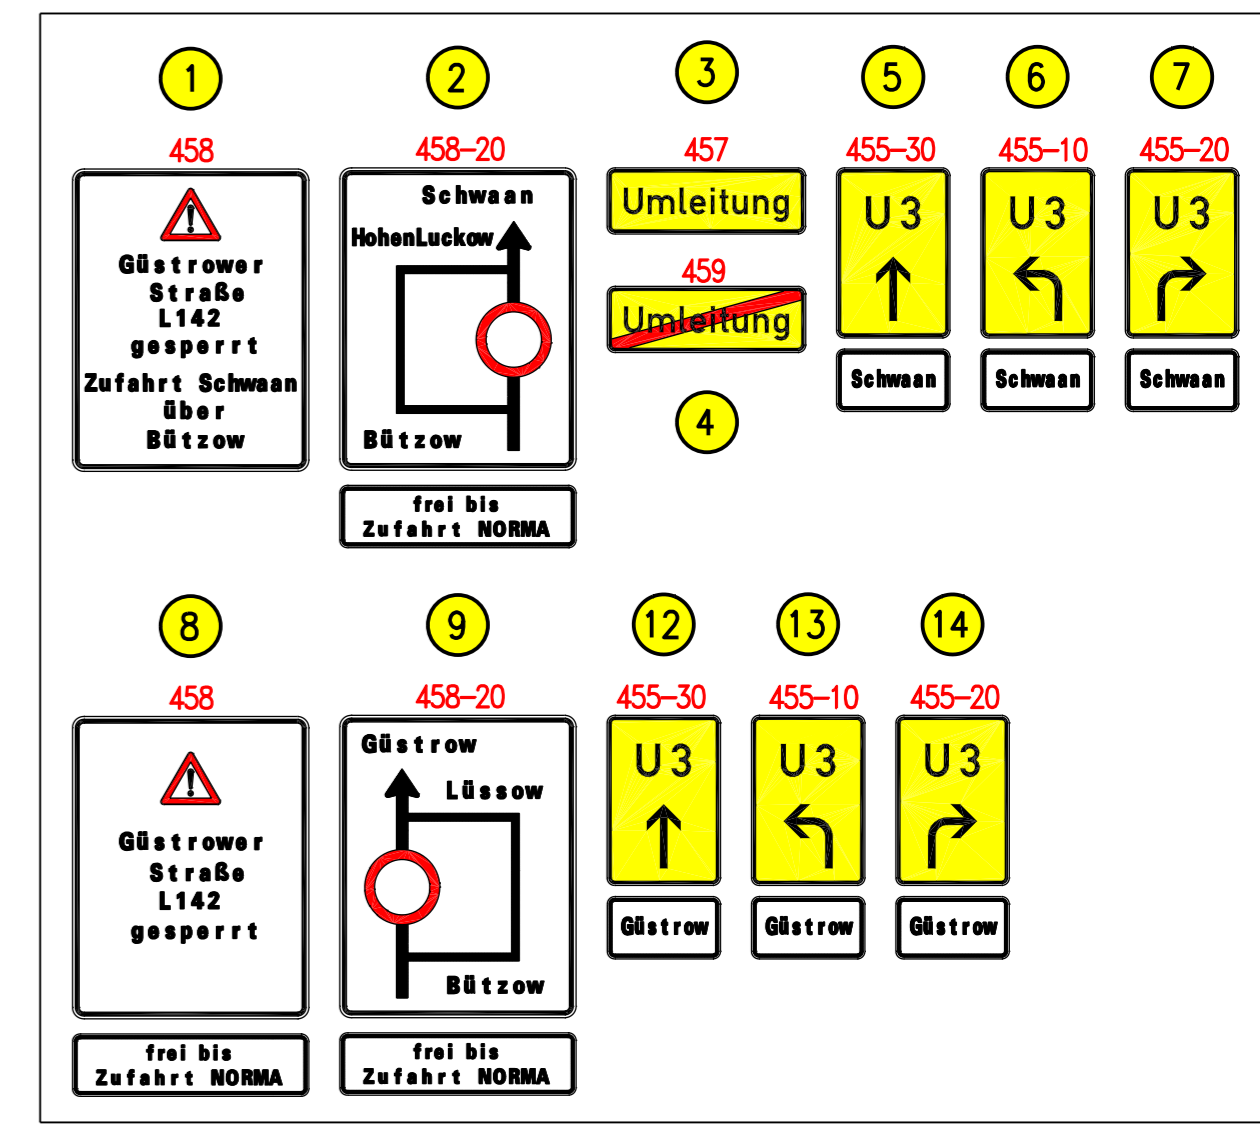 1
458
Güstrower
Straße
L142
gesperrt
Zufahrt Schwaan
über
Bützow
2
458-20
Schwaan
HohenLuckow
Bützow
frei bis
Zufahrt NORMA
3
457
Umleitung
459
Umleitung
4
5
455-30
U3
Schwaan
6
455-10
U3
Schwaan
7
455-20
U3
Schwaan
8
458
Güstrower
Straße
L142
gesperrt
frei bis
Zufahrt NORMA
9
458-20
Güstrow
Lüssow
Bützow
frei bis
Zufahrt NORMA
12
455-30
U3
Güstrow
13
455-10
U3
Güstrow
14
455-20
U3
Güstrow